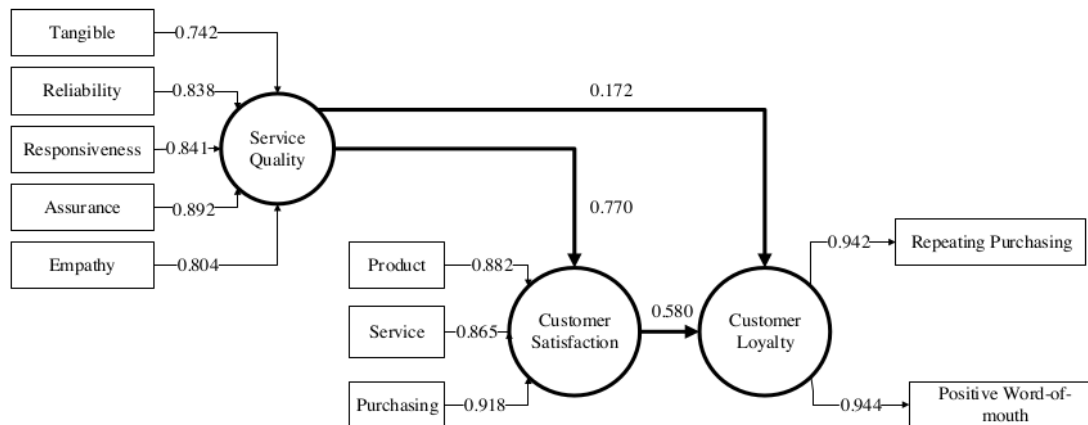 Tangible
0.742
Reliability
0.838
Responsiveness
0.841
Assurance
0.892
Empathy
0.804
Service
Quality
0.172
0.770
Product
0.882
Service
0.865
Purchasing
0.918
Customer
Satisfaction
0.580
Customer
Loyalty
0.942
Repeating Purchasing
0.944
Positive Word-of-
mouth